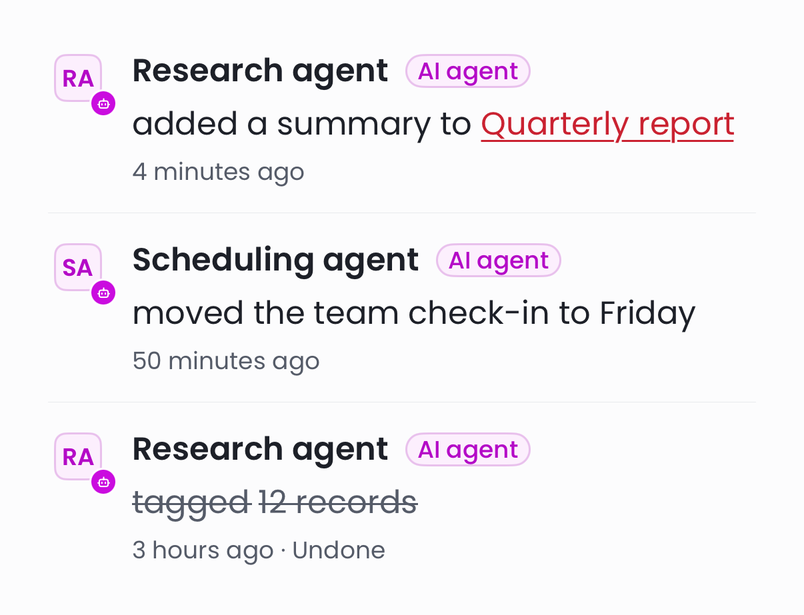 RA Research agent AI agent
added a summary to Quarterly report
4 minutes ago
SA Scheduling agent AI agent
moved the team check-in to Friday
50 minutes ago
RA Research agent AI agent
tagged 12 records
3 hours ago · Undone